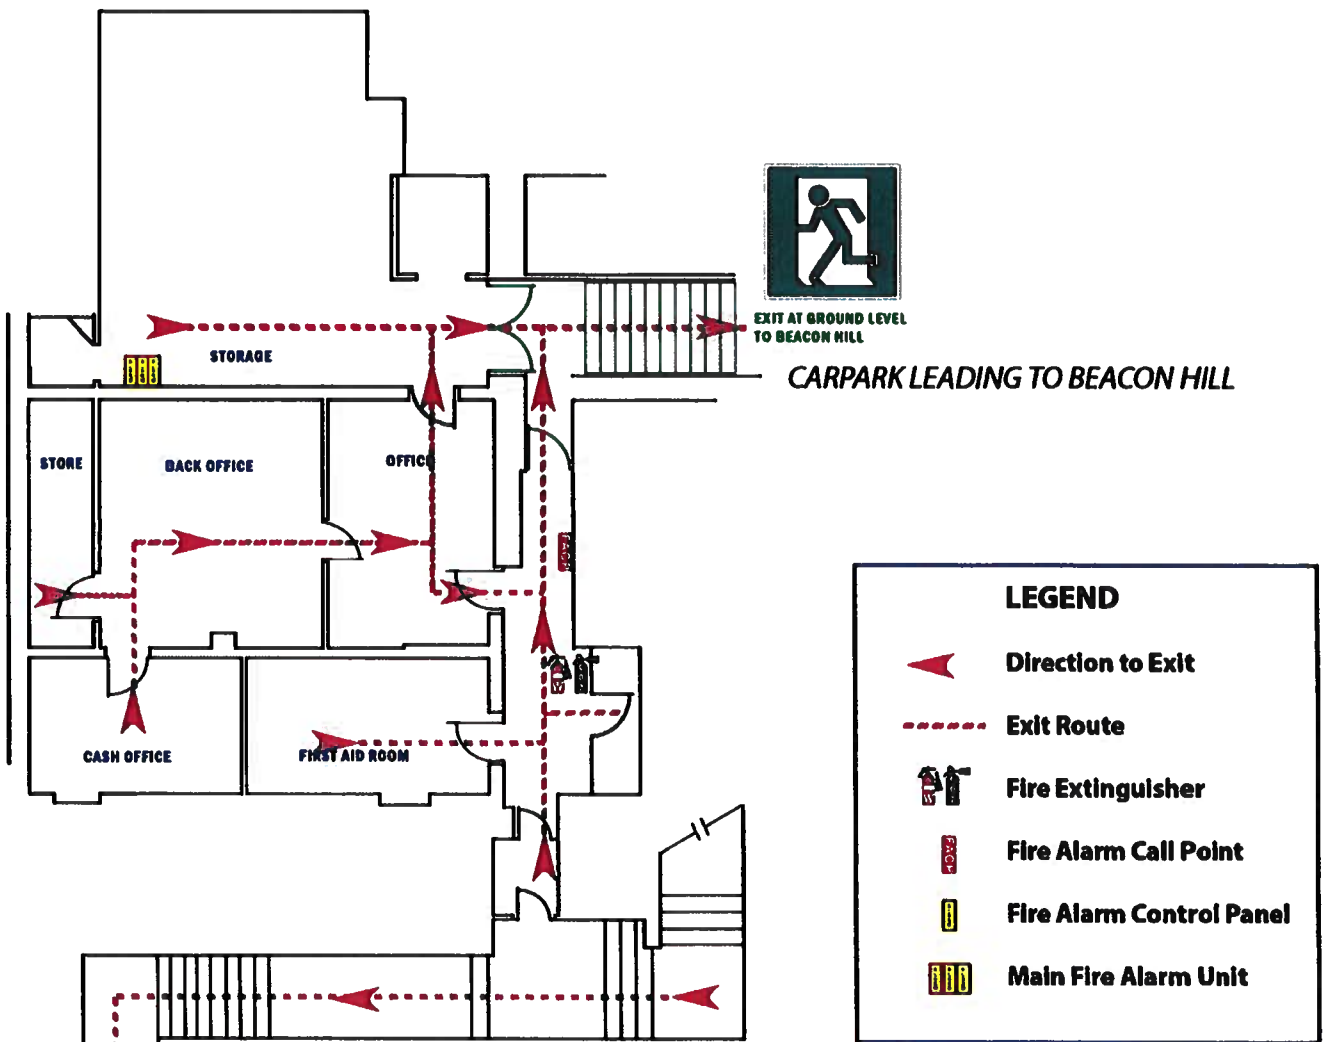 EXIT AT GROUND LEVEL
TO BEACON HILL
STORAGE
CARPARK LEADING TO BEACON HILL
STORE
BACK OFFICE
OFFICE
CASH OFFICE
FIRST AID ROOM
LEGEND
Direction to Exit
Exit Route
Fire Extinguisher
Fire Alarm Call Point
Fire Alarm Control Panel
Main Fire Alarm Unit